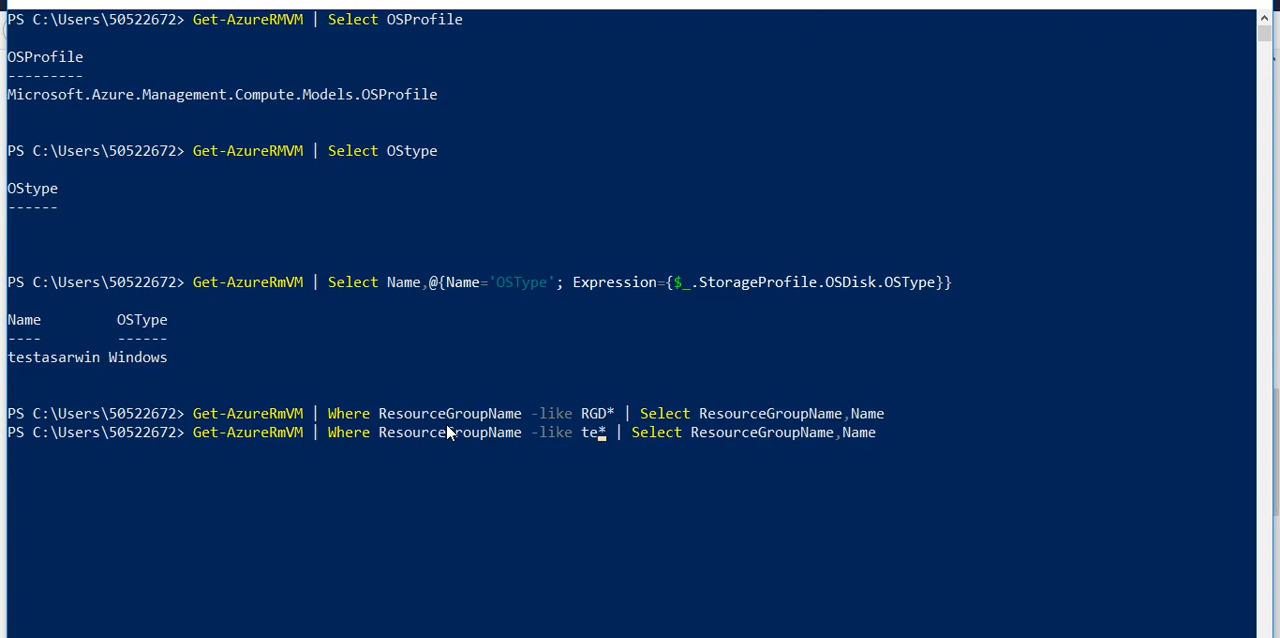 PS C:\Users\50522672> Get-AzureRMVM | Select OSProfile
OSProfile
---------
Microsoft.Azure.Management.Compute.Models.OSProfile
PS C:\Users\50522672> Get-AzureRMVM | Select OStype
OStype
------
PS C:\Users\50522672> Get-AzureRmVM | Select Name,@{Name='OSType'; Expression={$_.StorageProfile.OSDisk.OSType}}
Name         OSType
----         ------
testasarwin Windows
PS C:\Users\50522672> Get-AzureRmVM | Where ResourceGroupName -like RGD* | Select ResourceGroupName,Name
PS C:\Users\50522672> Get-AzureRmVM | Where ResourceGroupName -like te* | Select ResourceGroupName,Name